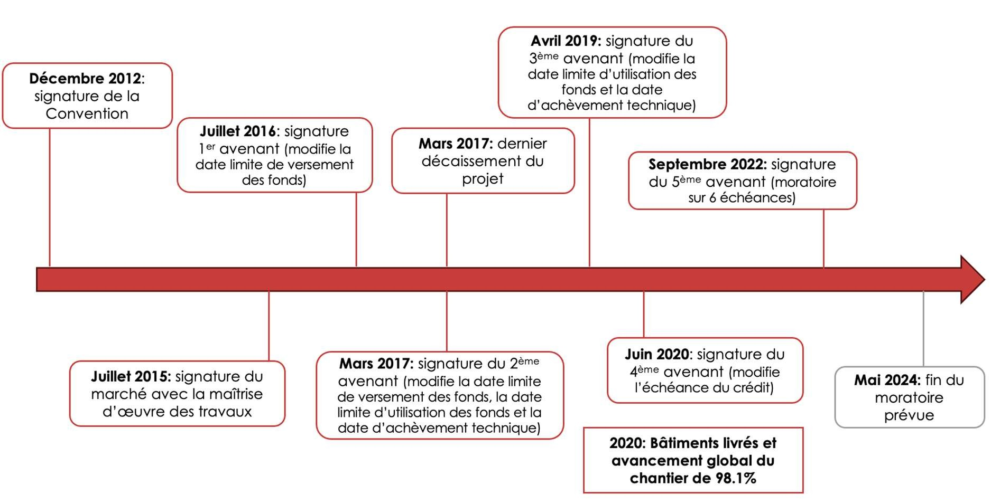 Décembre 2012:
signature de la
Convention
Juillet 2016: signature
1er avenant (modifie la
date limite de versement
des fonds)
Mars 2017: dernier
décaissement du
projet
Avril 2019: signature du
3ème avenant (modifie la
date limite d’utilisation des
fonds et la date
d’achèvement technique)
Septembre 2022: signature
du 5ème avenant (moratoire
sur 6 échéances)
Juillet 2015: signature du
marché avec la maîtrise
d’œuvre des travaux
Mars 2017: signature du 2ème
avenant (modifie la date limite
de versement des fonds, la date
limite d’utilisation des fonds et la
date d’achèvement technique)
Juin 2020: signature du
4ème avenant (modifie
l’échéance du crédit)
2020: Bâtiments livrés et
avancement global du
chantier de 98.1%
Mai 2024: fin du
moratoire
prévue